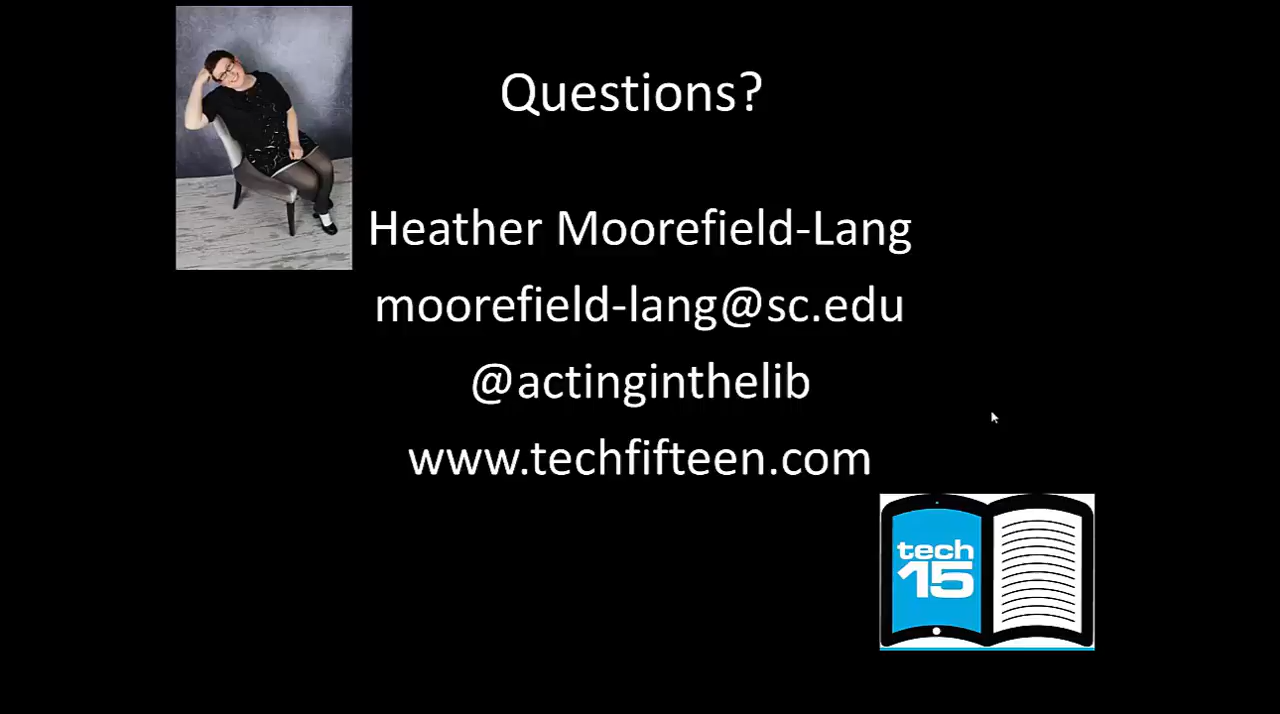 Questions?
Heather Moorefield-Lang
moorefield-lang@sc.edu
@actinginthelib
www.techfifteen.com
tech
15